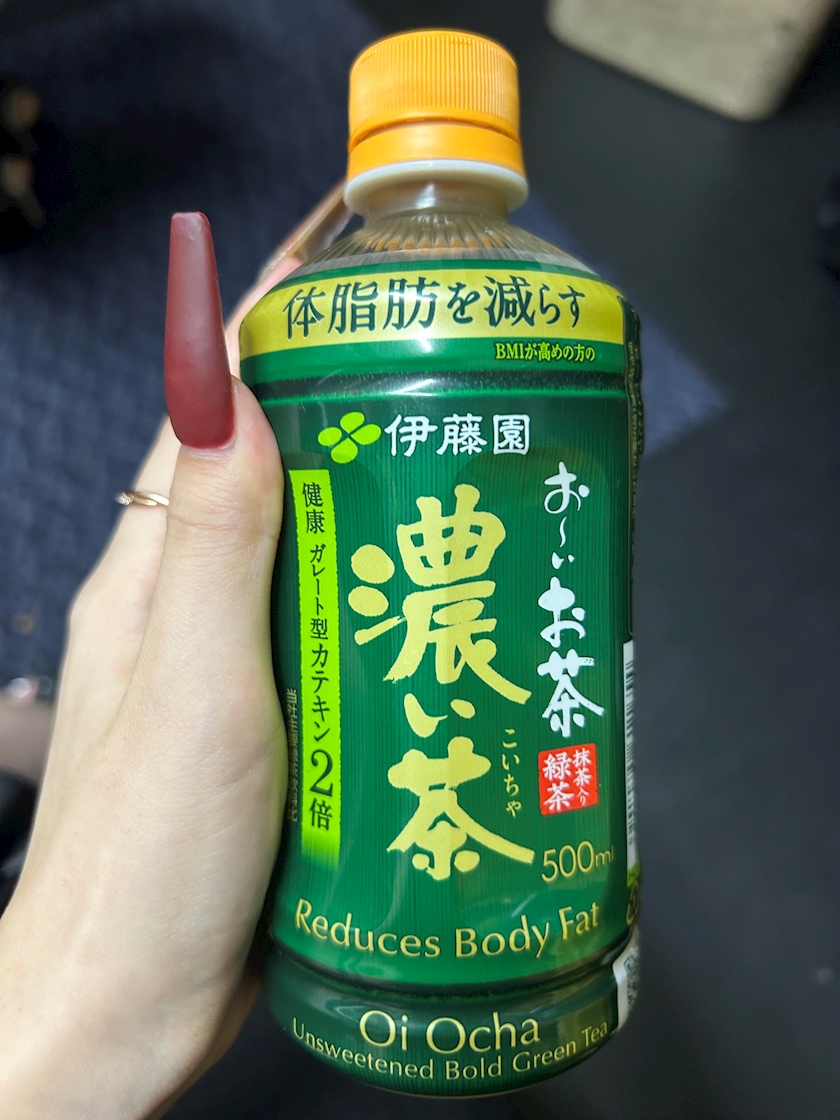 体脂肪を減らす
BMIが高めの方の
伊藤園
お～いお茶
濃い茶
こいちゃ
健康 ガレート型カテキン2倍
抹茶入り
緑茶
500ml
Reduces Body Fat
Oi Ocha
Unsweetened Bold Green Tea